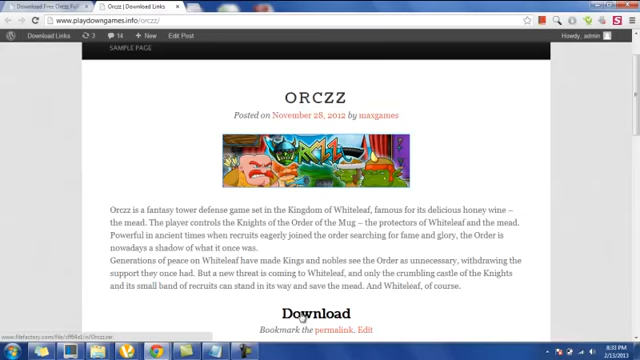 Download Free Orczz Full
Orczz | Download Links
www.playdowngames.info/orczz/
Download Links 3 14 + New Edit Post Howdy, admin
SAMPLE PAGE
ORCZZ
Posted on November 28, 2012 by maxgames
ORCZZ
Orczz is a fantasy tower defense game set in the Kingdom of Whiteleaf, famous for its delicious honey wine –
the mead. The player controls the Knights of the Order of the Mug – the protectors of Whiteleaf and the mead.
Powerful in ancient times when recruits eagerly joined the order searching for fame and glory, the Order is
nowadays a shadow of what it once was.
Generations of peace on Whiteleaf have made Kings and nobles see the Order as unnecessary, withdrawing the
support they once had. But a new threat is coming to Whiteleaf, and only the crumbling castle of the Knights
and its small band of recruits can stand in its way and save the mead. And Whiteleaf, of course.
Download
Bookmark the permalink. Edit
8:33 PM
2/13/2013